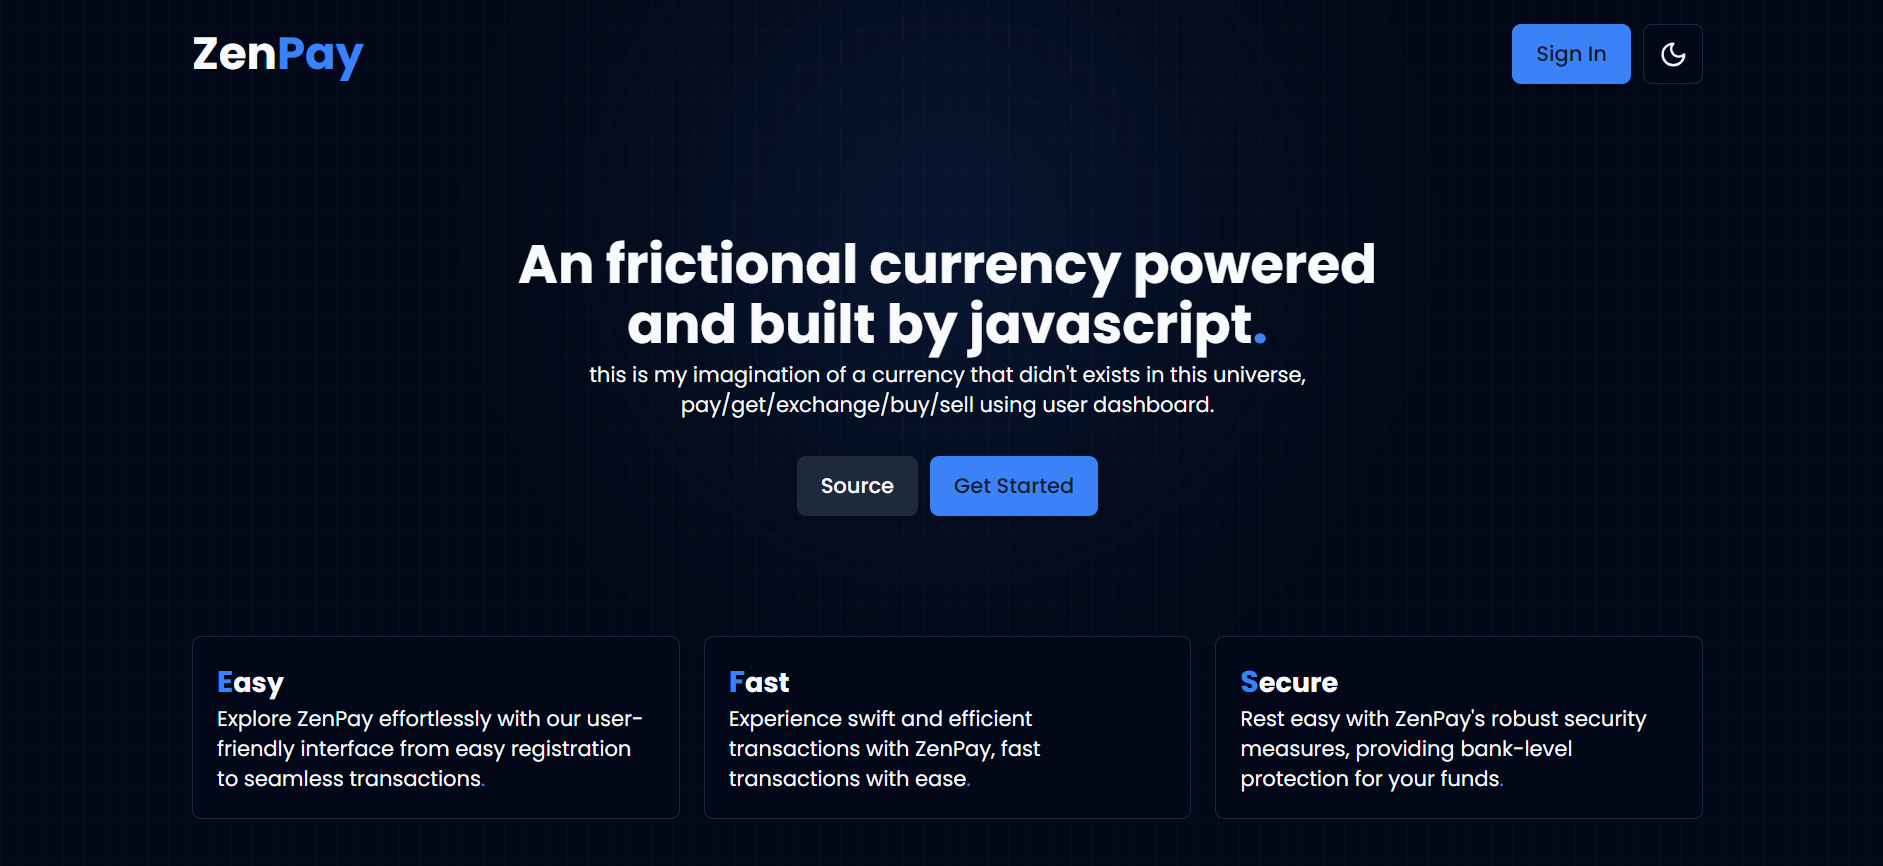 ZenPay
Sign In
An frictional currency powered
and built by javascript.
this is my imagination of a currency that didn't exists in this universe,
pay/get/exchange/buy/sell using user dashboard.
Source
Get Started
Easy
Explore ZenPay effortlessly with our user-
friendly interface from easy registration
to seamless transactions.
Fast
Experience swift and efficient
transactions with ZenPay, fast
transactions with ease.
Secure
Rest easy with ZenPay's robust security
measures, providing bank-level
protection for your funds.